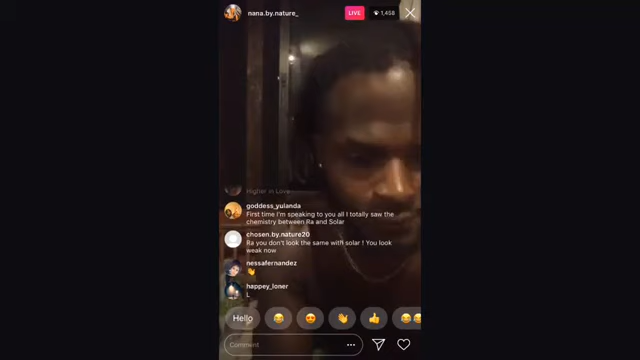 nana.by.nature_
LIVE
1,458
Higher in Love
goddess_yulanda
First time I'm speaking to you all I totally saw the
chemistry between Ra and Solar
chosen.by.nature20
Ra you don't look the same with solar ! You look
weak now
nessafernandez
happey_loner
L
Hello
Comment